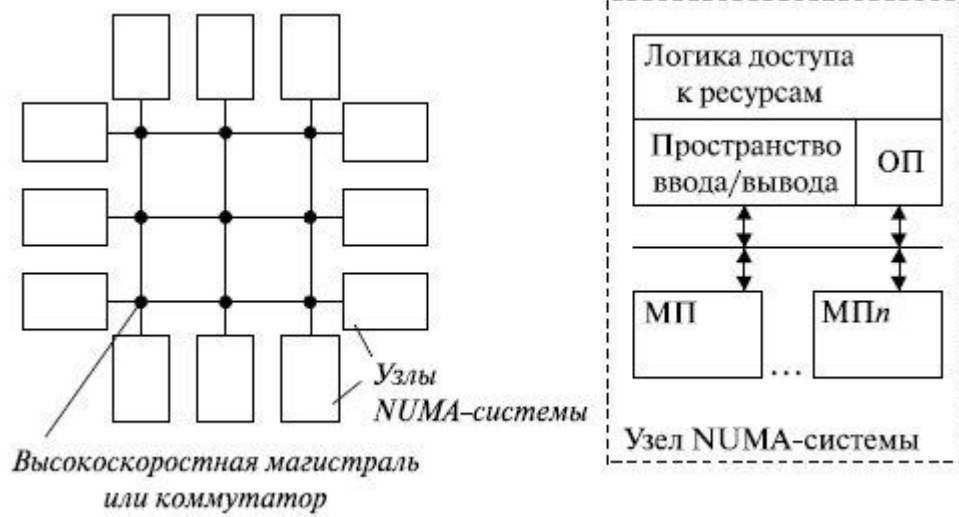 Узлы
NUMA-системы
Высокоскоростная магистраль
или коммутатор
Логика доступа
к ресурсам
Пространство
ввода/вывода
ОП
МП
...
МПn
Узел NUMA-системы